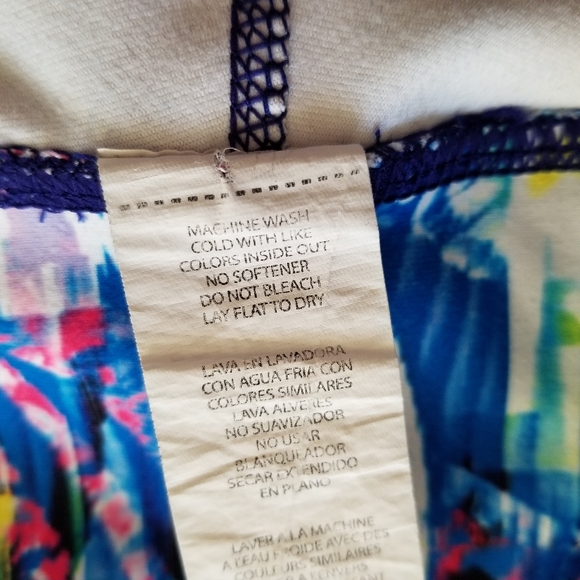 MACHINE WASH
COLD WITH LIKE
COLORS INSIDE OUT
NO SOFTENER
DO NOT BLEACH
LAY FLAT TO DRY
LAVA EN LAVADORA
CON AGUA FRIA CON
COLORES SIMILARES
LAVA ALVERES
NO SUAVIZADOR
NO USAR
BLANQUEADOR
SECAR EXTENDIDO
EN PLANO
LAVER A LA MACHINE
A EAU FROIDE AVEC DES
COULEURS SIMILAIRES
A L'ENVERS